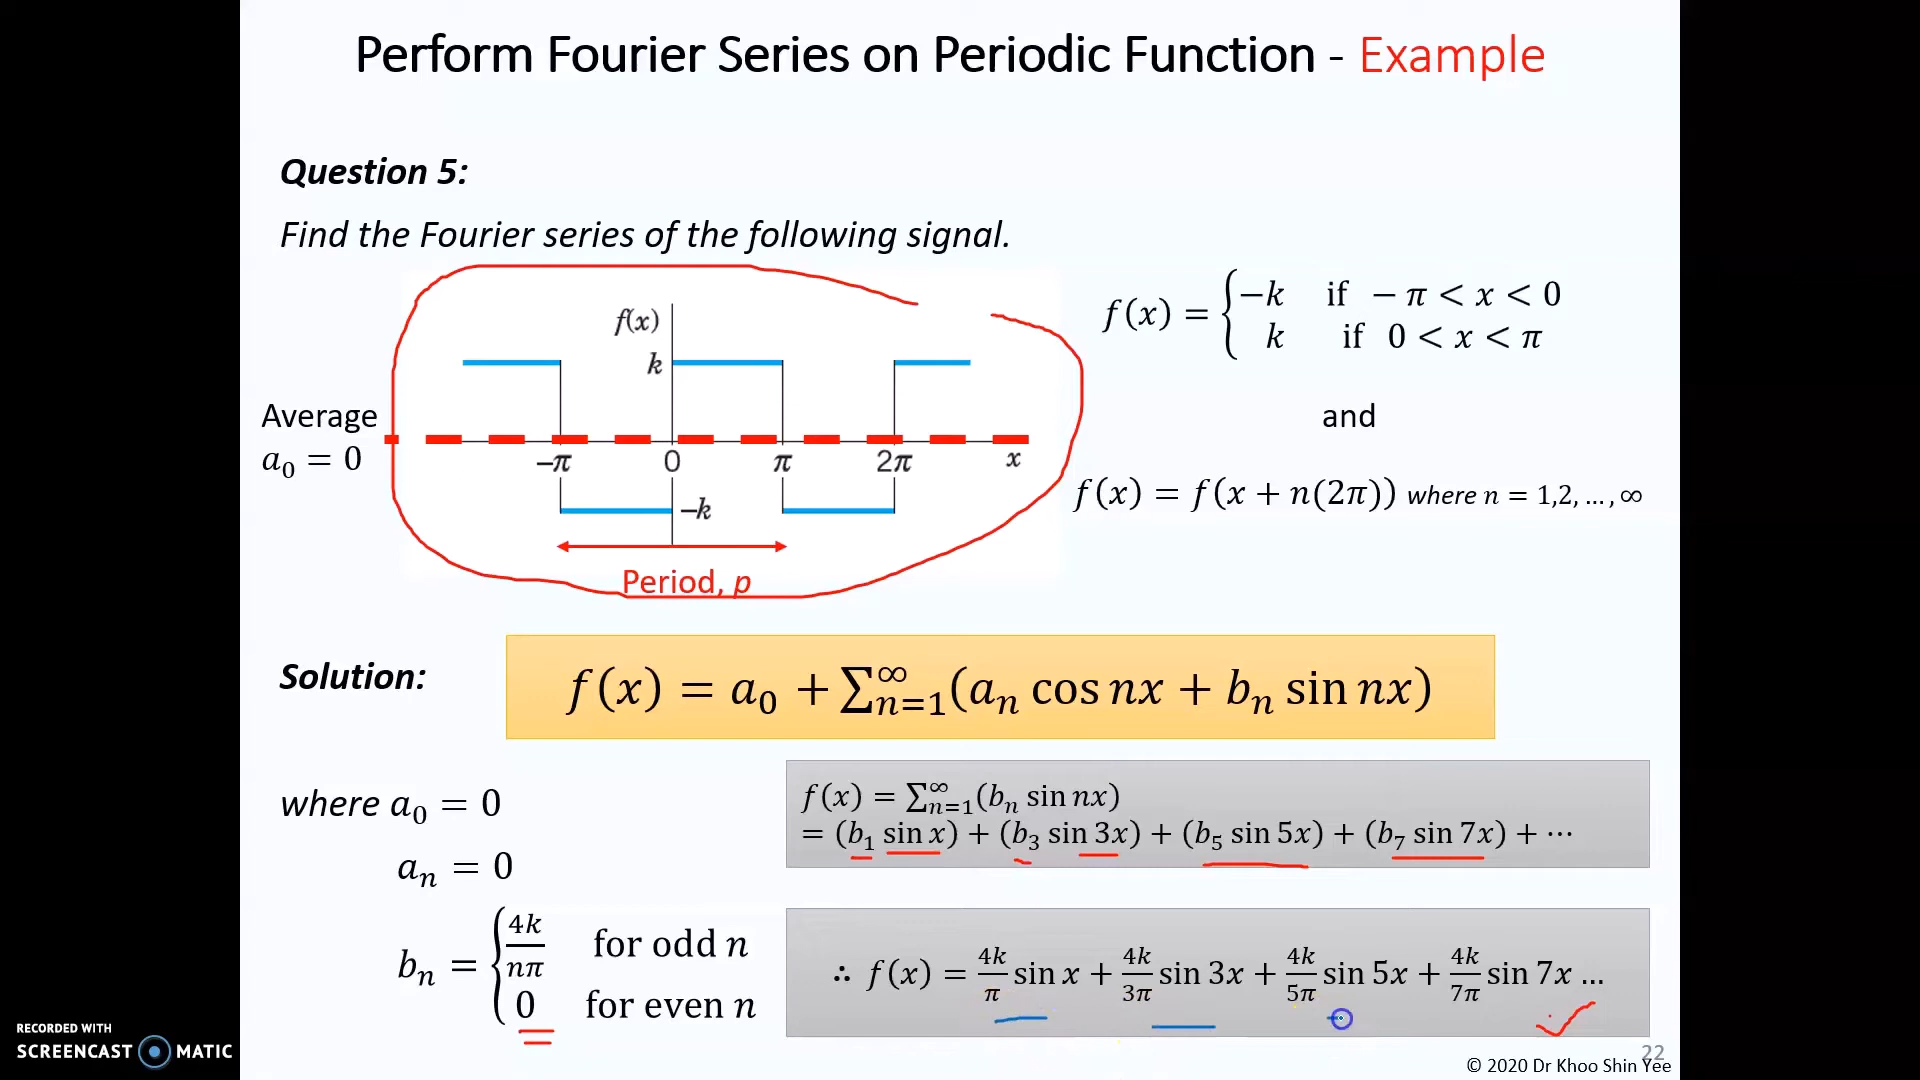 Perform Fourier Series on Periodic Function - Example
Question 5:
Find the Fourier series of the following signal.
f(x)
k
Average
a₀ = 0
−π 0 π 2π x
−k
Period, p
f(x) = { −k if − π < x < 0
k if 0 < x < π
and
f(x) = f(x + n(2π)) where n = 1,2, … , ∞
Solution:
f(x) = a₀ + ∑ₙ₌₁^∞ (aₙ cos nx + bₙ sin nx)
where a₀ = 0
aₙ = 0
bₙ = { 4k/nπ for odd n
0 for even n
f(x) = ∑ₙ₌₁^∞ (bₙ sin nx)
= (b₁ sin x) + (b₃ sin 3x) + (b₅ sin 5x) + (b₇ sin 7x) + ⋯
∴ f(x) = 4k/π sin x + 4k/3π sin 3x + 4k/5π sin 5x + 4k/7π sin 7x …
RECORDED WITH
SCREENCAST MATIC
22
© 2020 Dr Khoo Shin Yee